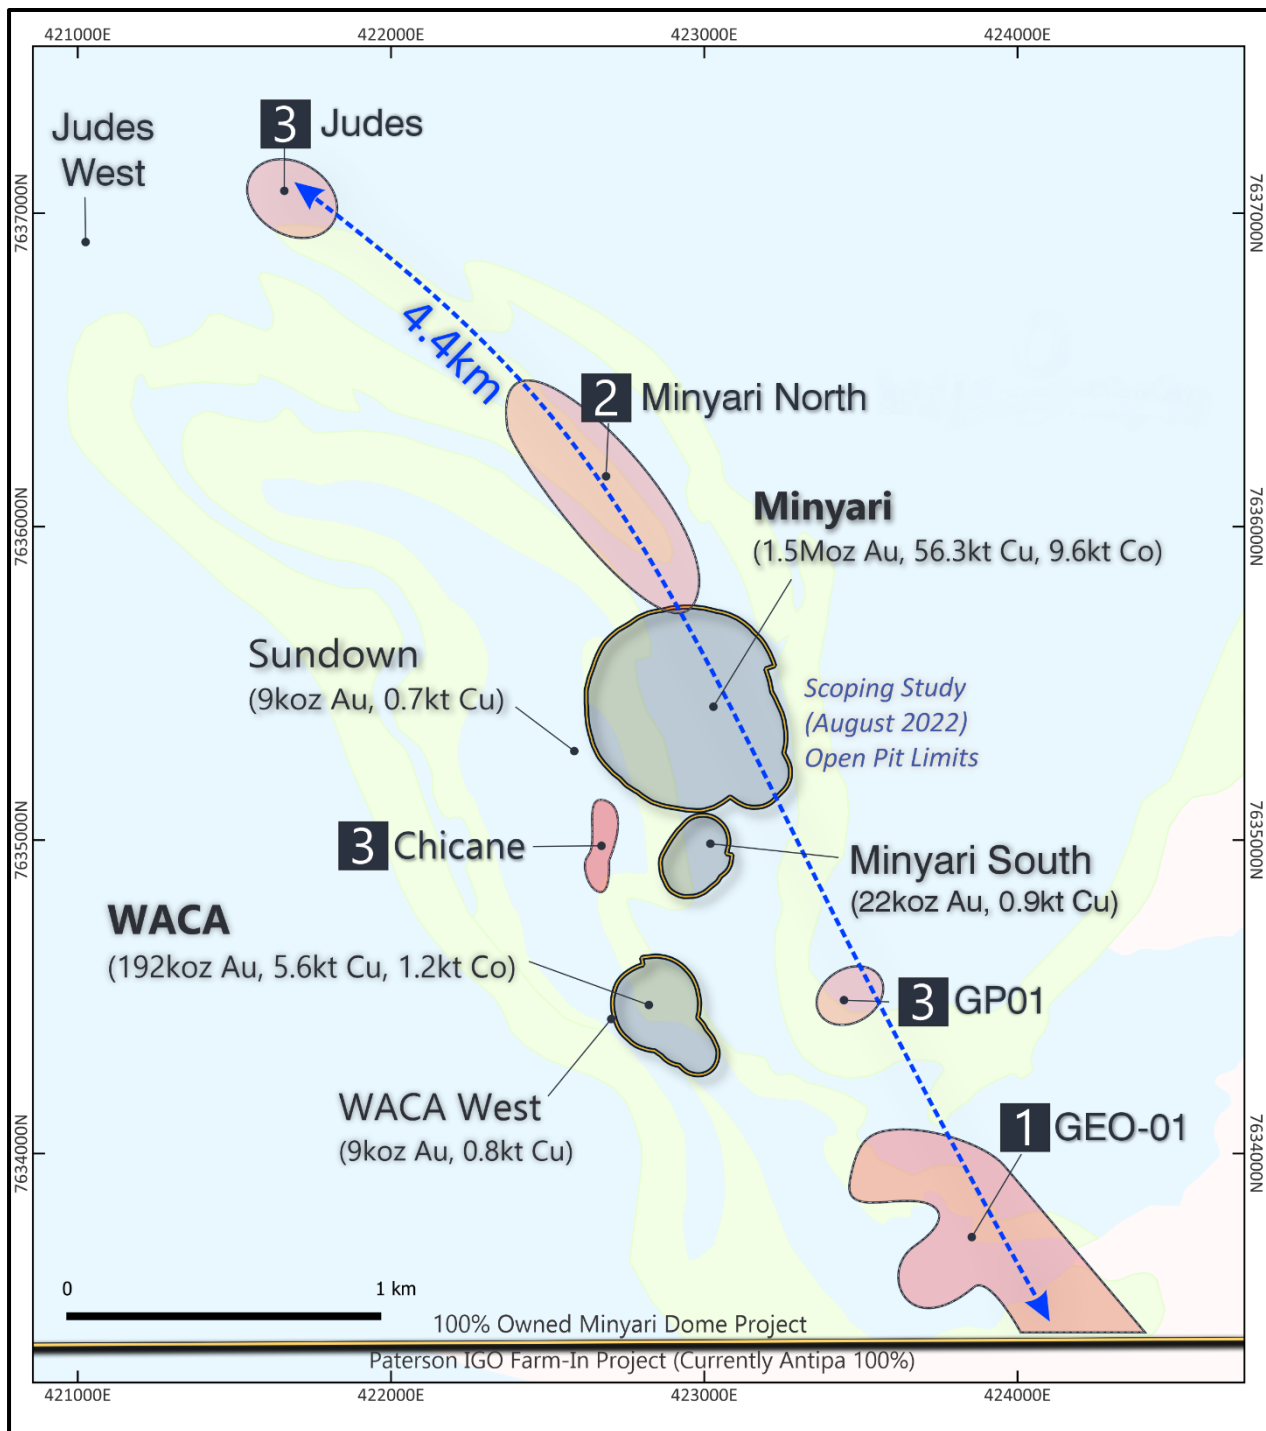 421000E
422000E
423000E
424000E
3 Judes
Judes
West
7637000N
7637000N
4.4km
2 Minyari North
Minyari
(1.5Moz Au, 56.3kt Cu, 9.6kt Co)
7636000N
7636000N
Sundown
(9koz Au, 0.7kt Cu)
Scoping Study
(August 2022)
Open Pit Limits
3 Chicane
7635000N
7635000N
Minyari South
(22koz Au, 0.9kt Cu)
WACA
(192koz Au, 5.6kt Cu, 1.2kt Co)
3 GP01
WACA West
(9koz Au, 0.8kt Cu)
1 GEO-01
7634000N
7634000N
0
1 km
100% Owned Minyari Dome Project
Paterson IGO Farm-In Project (Currently Antipa 100%)
421000E
422000E
423000E
424000E